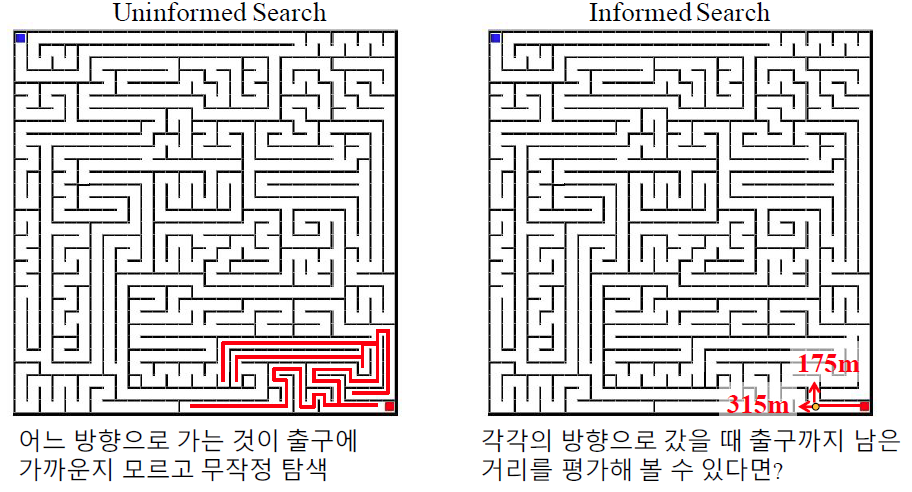 Uninformed Search
Informed Search
175m
315m
어느 방향으로 가는 것이 출구에
가까운지 모르고 무작정 탐색
각각의 방향으로 갔을 때 출구까지 남은
거리를 평가해 볼 수 있다면?